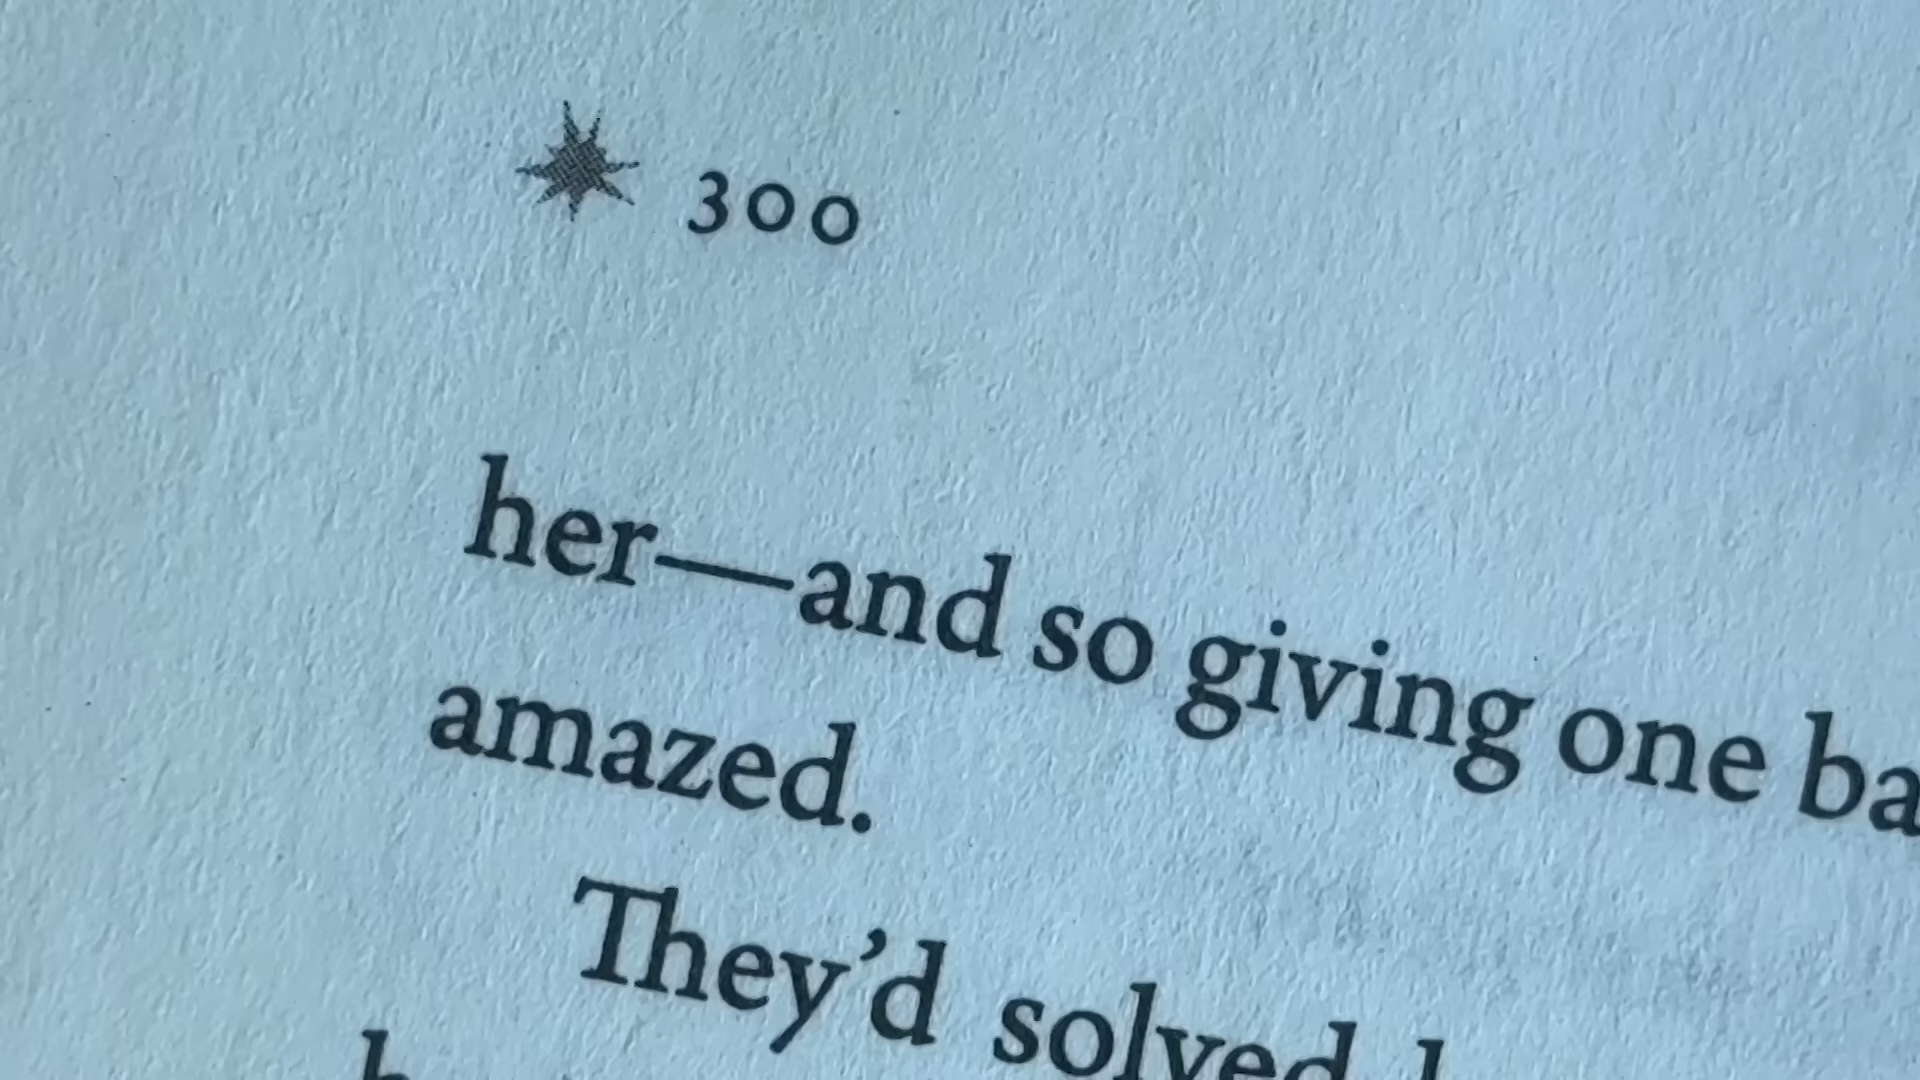 300
her—and so giving one ba
amazed.
They’d solved